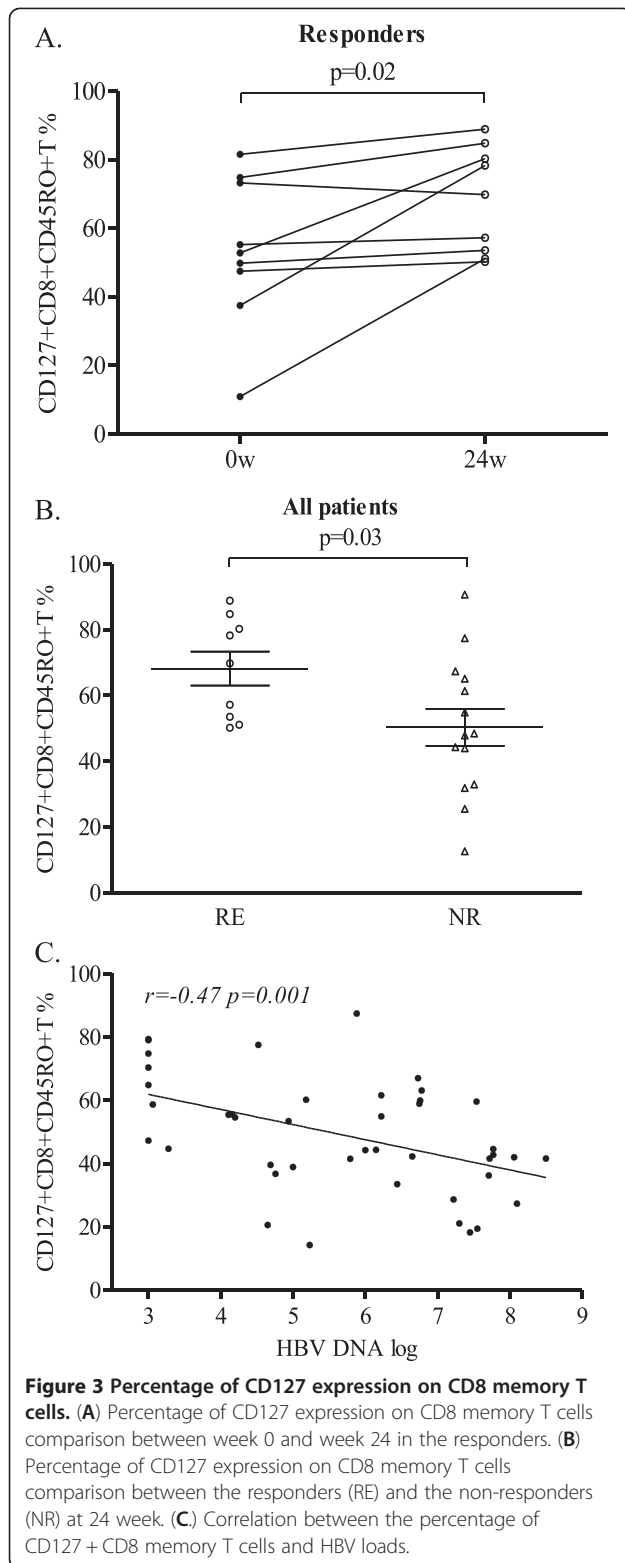 A.
Responders
p=0.02
CD127+CD8+CD45RO+T %
100
80
60
40
20
0
0w
24w
B.
All patients
p=0.03
CD127+CD8+CD45RO+T %
100
80
60
40
20
0
RE
NR
C.
r=-0.47 p=0.001
CD127+CD8+CD45RO+T %
100
80
60
40
20
0
3
4
5
6
7
8
9
HBV DNA log
Figure 3 Percentage of CD127 expression on CD8 memory T
cells. (A) Percentage of CD127 expression on CD8 memory T cells
comparison between week 0 and week 24 in the responders. (B)
Percentage of CD127 expression on CD8 memory T cells
comparison between the responders (RE) and the non-responders
(NR) at 24 week. (C.) Correlation between the percentage of
CD127 + CD8 memory T cells and HBV loads.